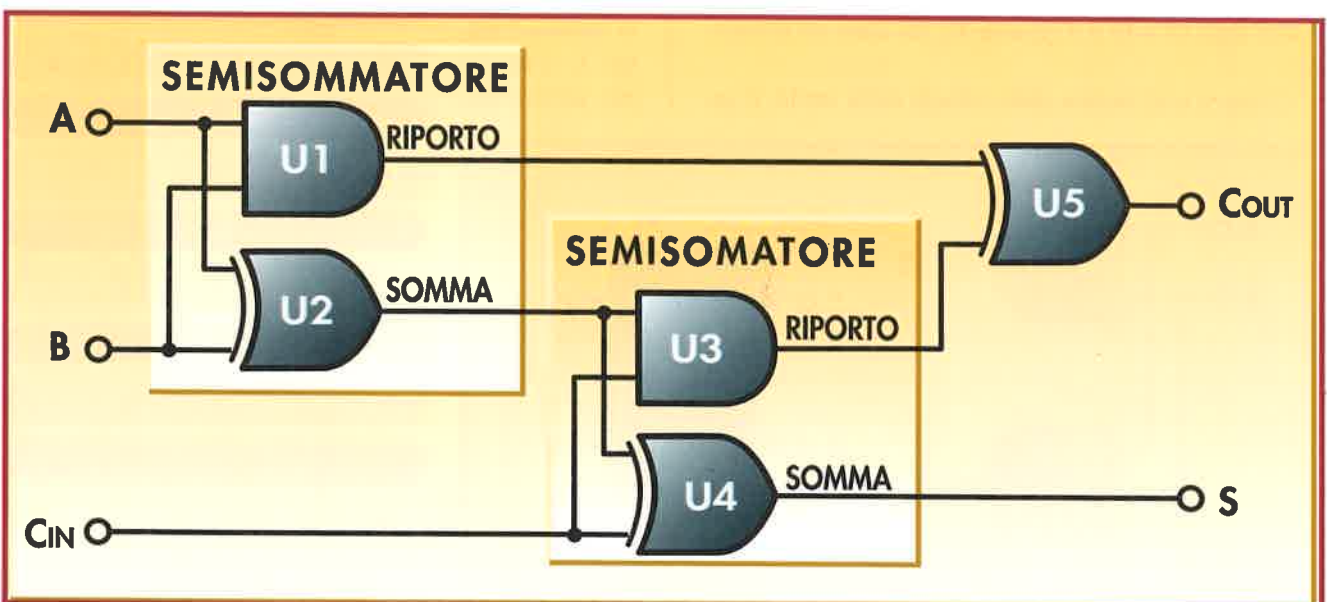 SEMISOMMATORE
A
U1
RIPORTO
U5
COUT
SEMISOMATORE
U2
SOMMA
B
U3
RIPORTO
U4
SOMMA
S
CIN